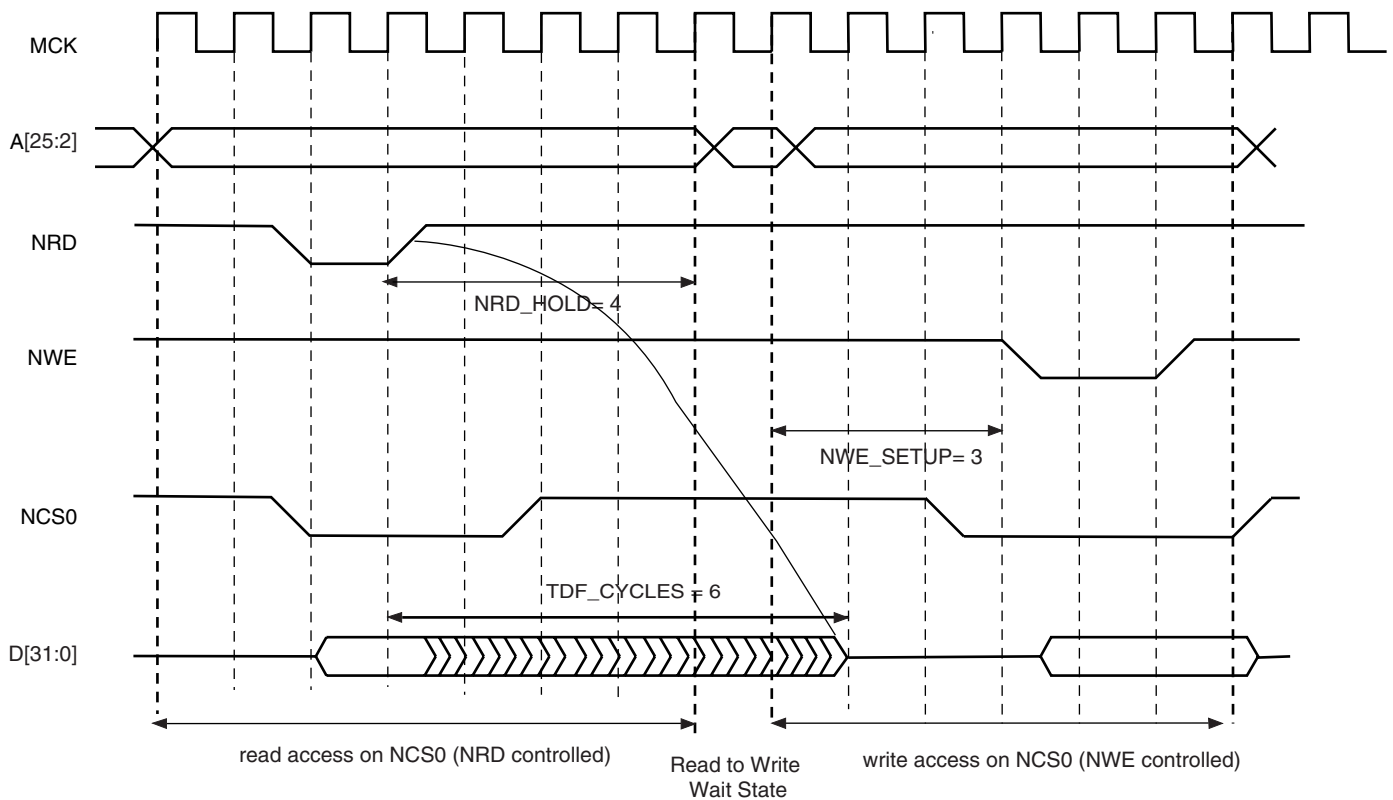 MCK
A[25:2]
NRD
NRD_HOLD= 4
NWE
NWE_SETUP= 3
NCS0
TDF_CYCLES = 6
D[31:0]
read access on NCS0 (NRD controlled)
Read to Write
Wait State
write access on NCS0 (NWE controlled)